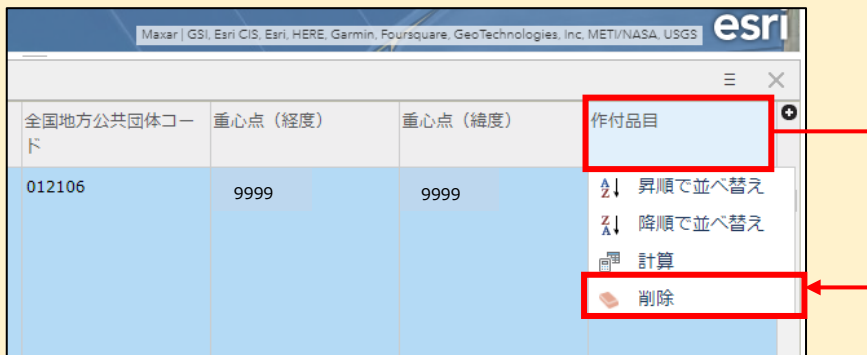 Maxar | GSI, Esri CIS, Esri, HERE, Garmin, Foursquare, GeoTechnologies, Inc, METI/NASA, USGS
esri
全国地方公共団体コー
ド
重心点（経度）
重心点（緯度）
作付品目
012106
9999
9999
昇順で並べ替え
降順で並べ替え
計算
削除